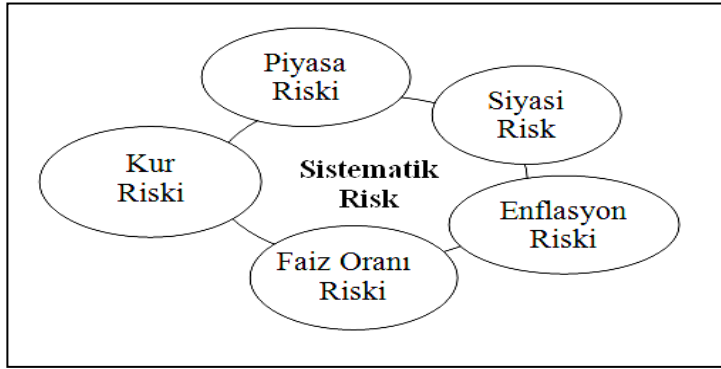 Piyasa
Riski
Siyasi
Risk
Kur
Riski
Sistematik
Risk
Enflasyon
Riski
Faiz Oranı
Riski